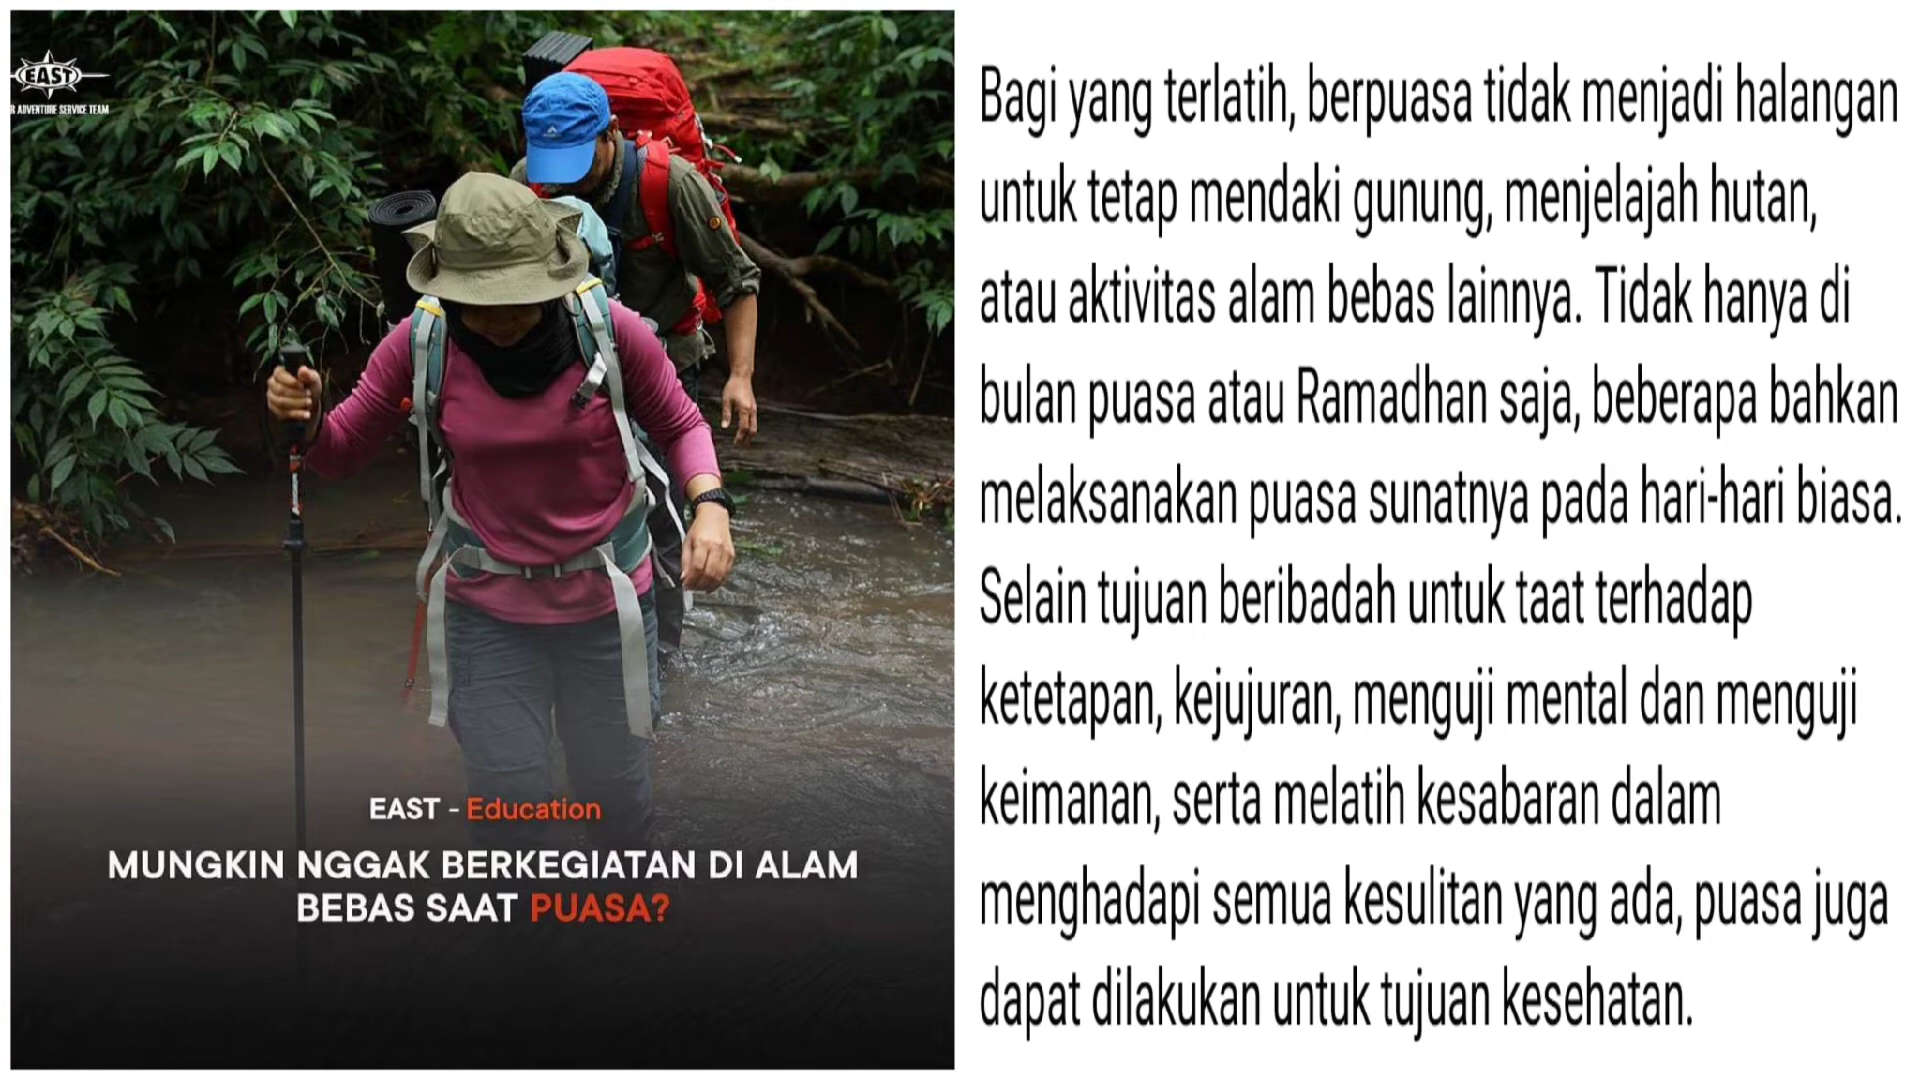 EAST
R ADVENTURE SERVICE TEAM
EAST - Education
MUNGKIN NGGAK BERKEGIATAN DI ALAM
BEBAS SAAT PUASA?
Bagi yang terlatih, berpuasa tidak menjadi halangan
untuk tetap mendaki gunung, menjelajah hutan,
atau aktivitas alam bebas lainnya. Tidak hanya di
bulan puasa atau Ramadhan saja, beberapa bahkan
melaksanakan puasa sunatnya pada hari-hari biasa.
Selain tujuan beribadah untuk taat terhadap
ketetapan, kejujuran, menguji mental dan menguji
keimanan, serta melatih kesabaran dalam
menghadapi semua kesulitan yang ada, puasa juga
dapat dilakukan untuk tujuan kesehatan.